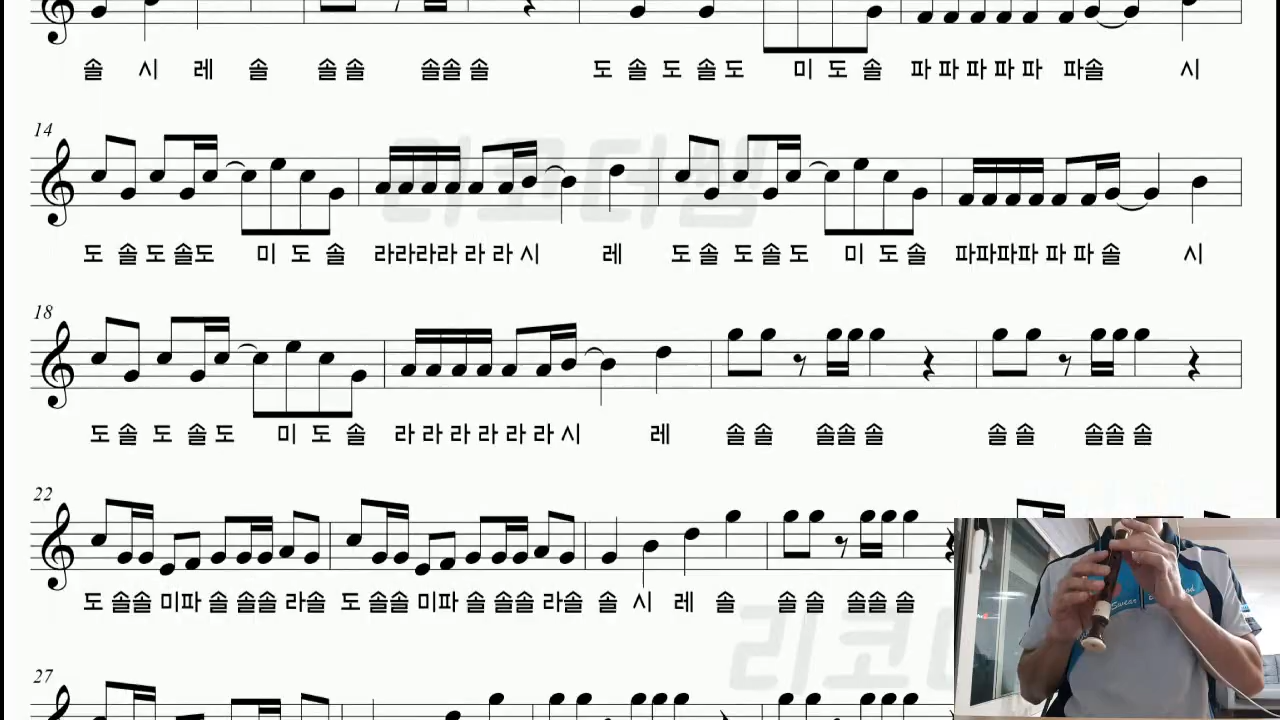 솔 시 레 솔 솔 솔 솔솔 솔 도 솔 도 솔 도 미 도 솔 파 파 파 파 파 파솔 시
14
리코더쌤
도 솔 도 솔도 미 도 솔 라라라라 라 라 시 레 도 솔 도 솔 도 미 도 솔 파파파파 파 파 솔 시
18
도 솔 도 솔 도 미 도 솔 라 라 라 라 라 라 시 레 솔 솔 솔솔 솔 솔 솔 솔솔 솔
22
도 솔솔 미파 솔 솔솔 라솔 도 솔솔 미파 솔 솔솔 라솔 솔 시 레 솔 솔 솔 솔솔 솔
리코
27